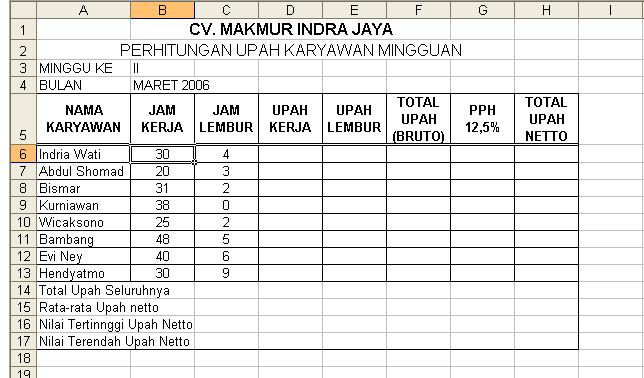 A B C D E F G H I
1 CV. MAKMUR INDRA JAYA
2 PERHITUNGAN UPAH KARYAWAN MINGGUAN
3 MINGGU KE II
4 BULAN MARET 2006
5 NAMA KARYAWAN JAM KERJA JAM LEMBUR UPAH KERJA UPAH LEMBUR TOTAL UPAH (BRUTO) PPH 12,5% TOTAL UPAH NETTO
6 Indria Wati 30 4
7 Abdul Shomad 20 3
8 Bismar 31 2
9 Kurniawan 38 0
10 Wicaksono 25 2
11 Bambang 48 5
12 Evi Ney 40 6
13 Hendyatmo 30 9
14 Total Upah Seluruhnya
15 Rata-rata Upah netto
16 Nilai Tertinnggi Upah Netto
17 Nilai Terendah Upah Netto
18
19